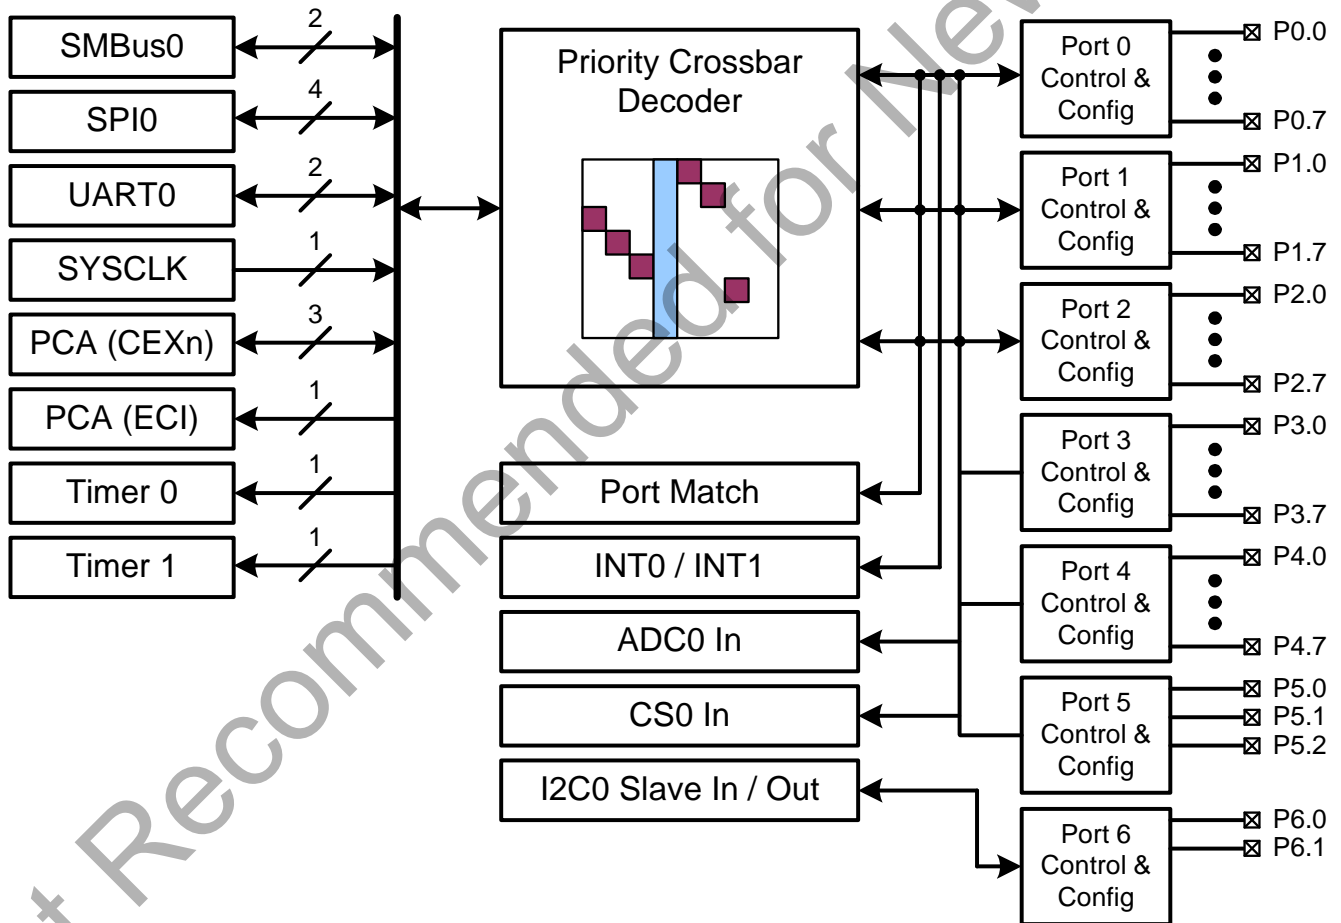 SMBus0
2
SPI0
4
UART0
2
SYSCLK
1
PCA (CEXn)
3
PCA (ECI)
1
Timer 0
1
Timer 1
1
Priority Crossbar
Decoder
Port Match
INT0 / INT1
ADC0 In
CS0 In
I2C0 Slave In / Out
Port 0
Control &
Config
P0.0
P0.7
Port 1
Control &
Config
P1.0
P1.7
Port 2
Control &
Config
P2.0
P2.7
Port 3
Control &
Config
P3.0
P3.7
Port 4
Control &
Config
P4.0
P4.7
Port 5
Control &
Config
P5.0
P5.1
P5.2
Port 6
Control &
Config
P6.0
P6.1
Recommended for